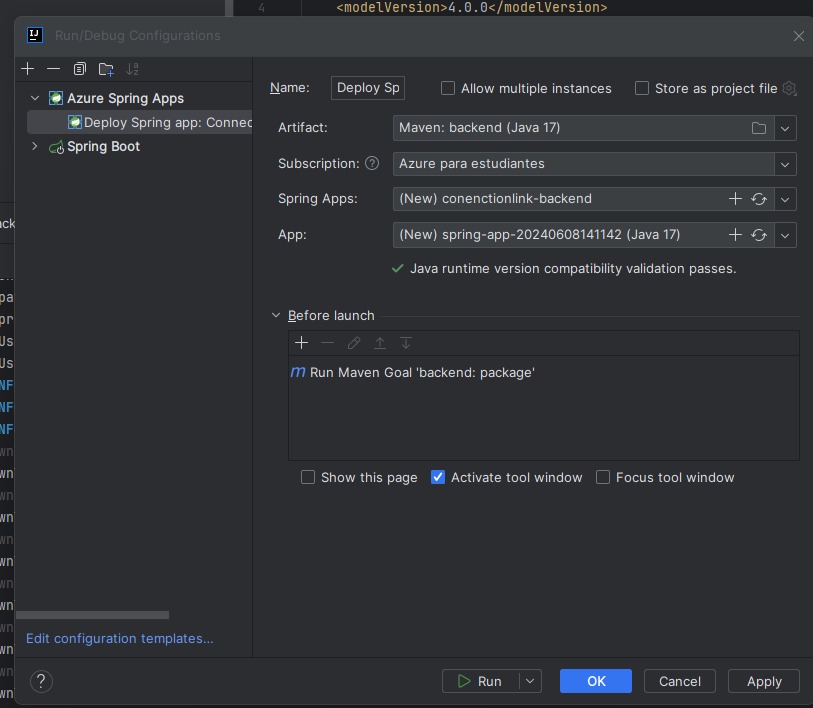 4 <modelVersion>4.0.0</modelVersion>
Run/Debug Configurations
Azure Spring Apps
Deploy Spring app: Connec
Spring Boot
Name: Deploy Sp Allow multiple instances Store as project file
Artifact: Maven: backend (Java 17)
Subscription: ? Azure para estudiantes
Spring Apps: (New) conenctionlink-backend
App: (New) spring-app-20240608141142 (Java 17)
Java runtime version compatibility validation passes.
Before launch
m Run Maven Goal 'backend: package'
Show this page Activate tool window Focus tool window
Edit configuration templates...
? Run OK Cancel Apply
ack
pa
pr
Us
Us
NF
NF
NF
wn
wn
wn
wn
wn
wn
wn
wn
wn
wn
wn
wn